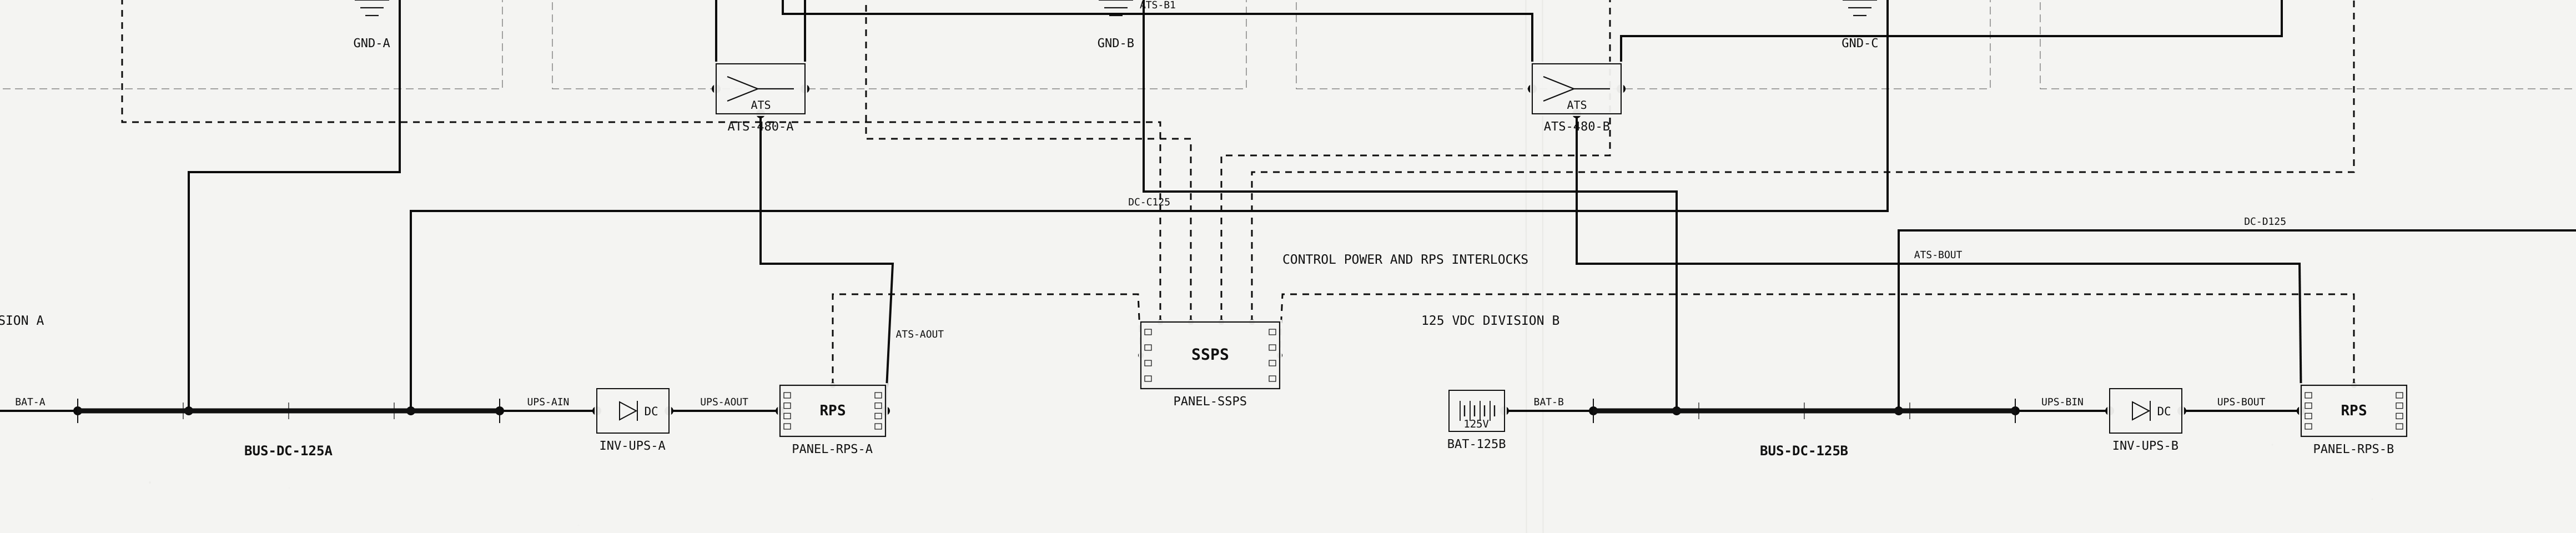 ATS-B1
GND-A
GND-B
GND-C
ATS
ATS
ATS-480-A
ATS-480-B
DC-C125
DC-D125
CONTROL POWER AND RPS INTERLOCKS
ATS-BOUT
SION A
125 VDC DIVISION B
ATS-AOUT
SSPS
PANEL-SSPS
BAT-A
UPS-AIN
DC
UPS-AOUT
RPS
BAT-B
UPS-BIN
DC
UPS-BOUT
RPS
125V
BUS-DC-125A
INV-UPS-A
PANEL-RPS-A
BAT-125B
BUS-DC-125B
INV-UPS-B
PANEL-RPS-B